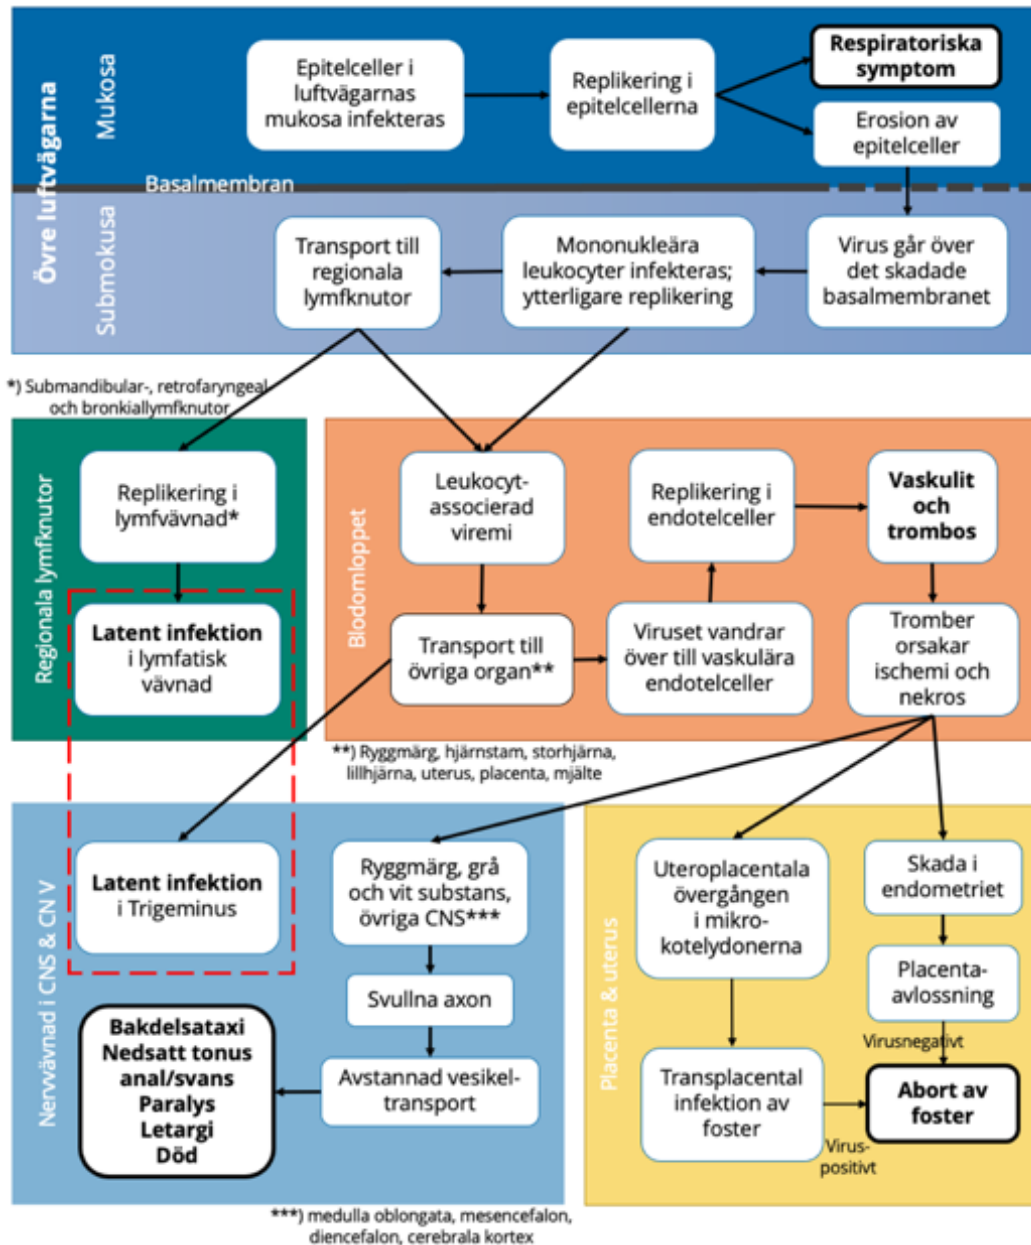 Övre luftvägarna
Mukosa
Epitelceller i
luftvägarnas
mukosa infekteras
Replikering i
epitelcellerna
Respiratoriska
symptom
Erosion av
epitelceller
Basalmembran
Submokusa
Transport till
regionala
lymfknutor
Mononukleära
leukocyter infekteras;
ytterligare replikering
Virus går över
det skadade
basalmembranet
*) Submandibular-, retrofaryngeal
och bronkiallymfknutor
Regionala lymfknutor
Replikering i
lymfvävnad*
Latent infektion
i lymfatisk
vävnad
Blodomloppet
Leukocyt-
associerad
viremi
Replikering i
endotelceller
Vaskulit
och
trombos
Transport till
övriga organ**
Viruset vandrar
över till vaskulära
endotelceller
Tromber
orsakar
ischemi och
nekros
**) Ryggmärg, hjärnstam, storhjärna,
lillhjärna, uterus, placenta, mjälte
Nervvävnad i CNS & CN V
Latent infektion
i Trigeminus
Ryggmärg, grå
och vit substans,
övriga CNS***
Svullna axon
Avstannad vesikel-
transport
Bakdelsataxi
Nedsatt tonus
anal/svans
Paralys
Letargi
Död
Placenta & uterus
Uteroplacentala
övergången
i mikro-
kotelydonerna
Skada i
endometriet
Placenta-
avlossning
Virusnegativt
Transplacental
infektion av
foster
Virus-
positivt
Abort av
foster
***) medulla oblongata, mesencefalon,
diencefalon, cerebrala kortex